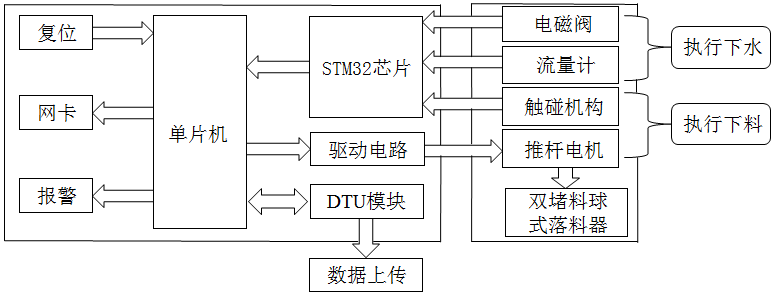 复位
网卡
报警
单片机
STM32芯片
驱动电路
DTU模块
数据上传
电磁阀
流量计
触碰机构
推杆电机
双堵料球
式落料器
执行下水
执行下料